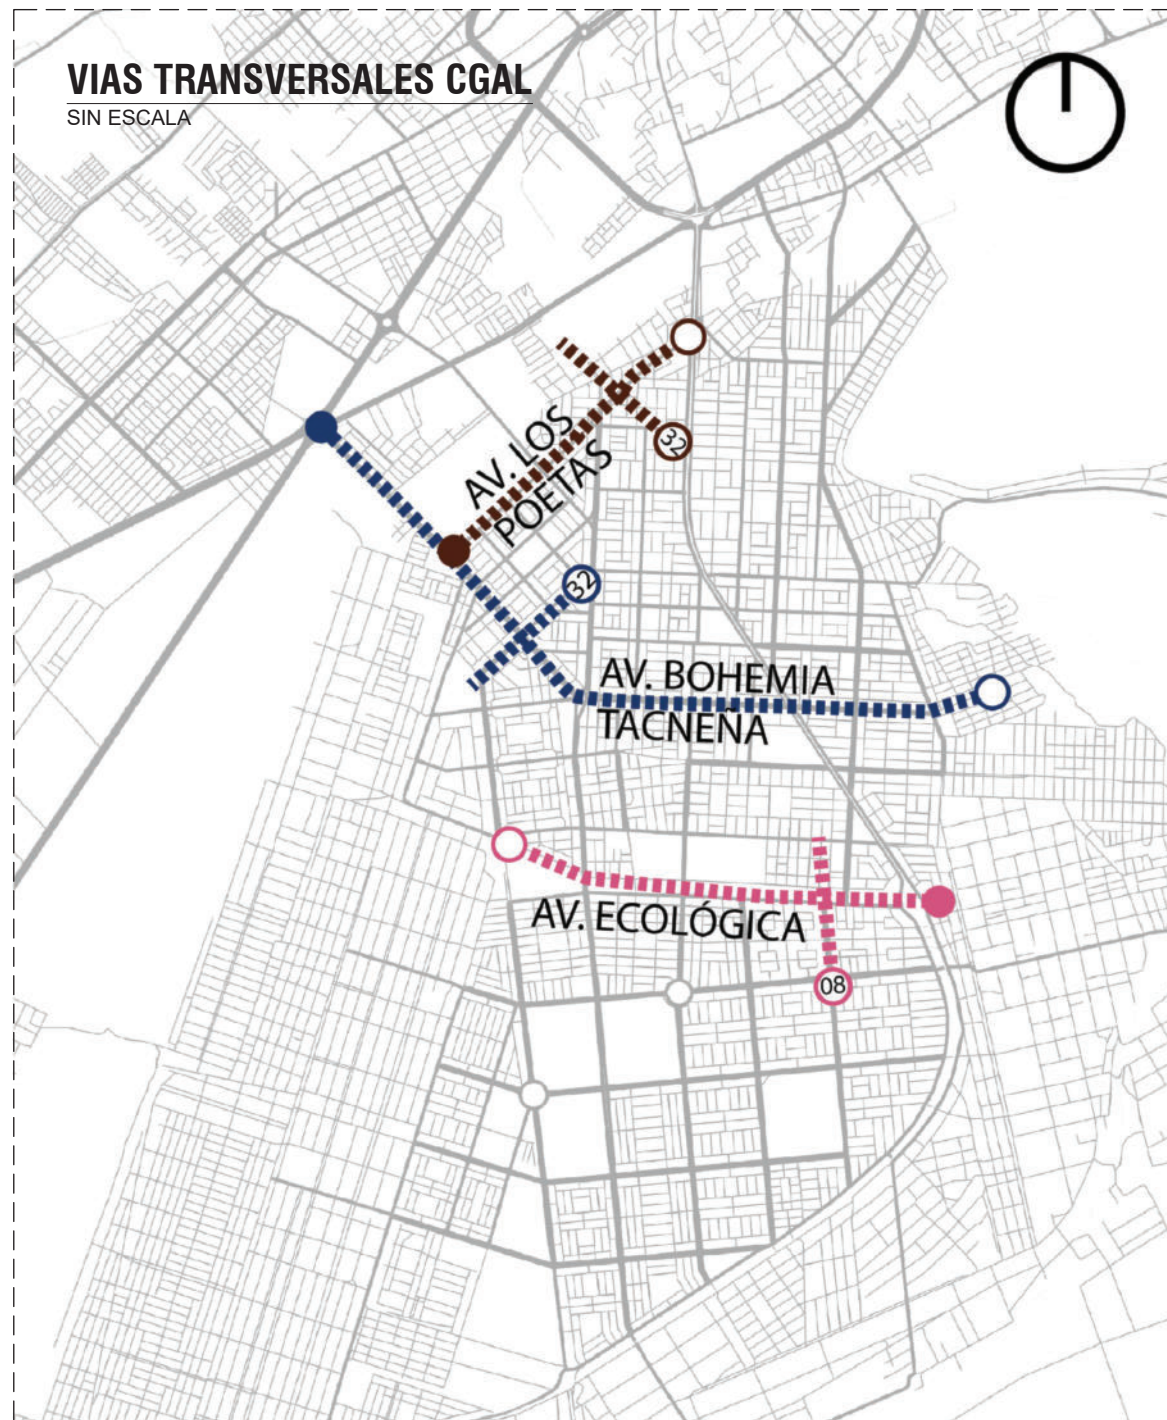 VIAS TRANSVERSALES CGAL
SIN ESCALA
AV. LOS
POETAS
32
32
AV. BOHEMIA
TACNEÑA
AV. ECOLÓGICA
08